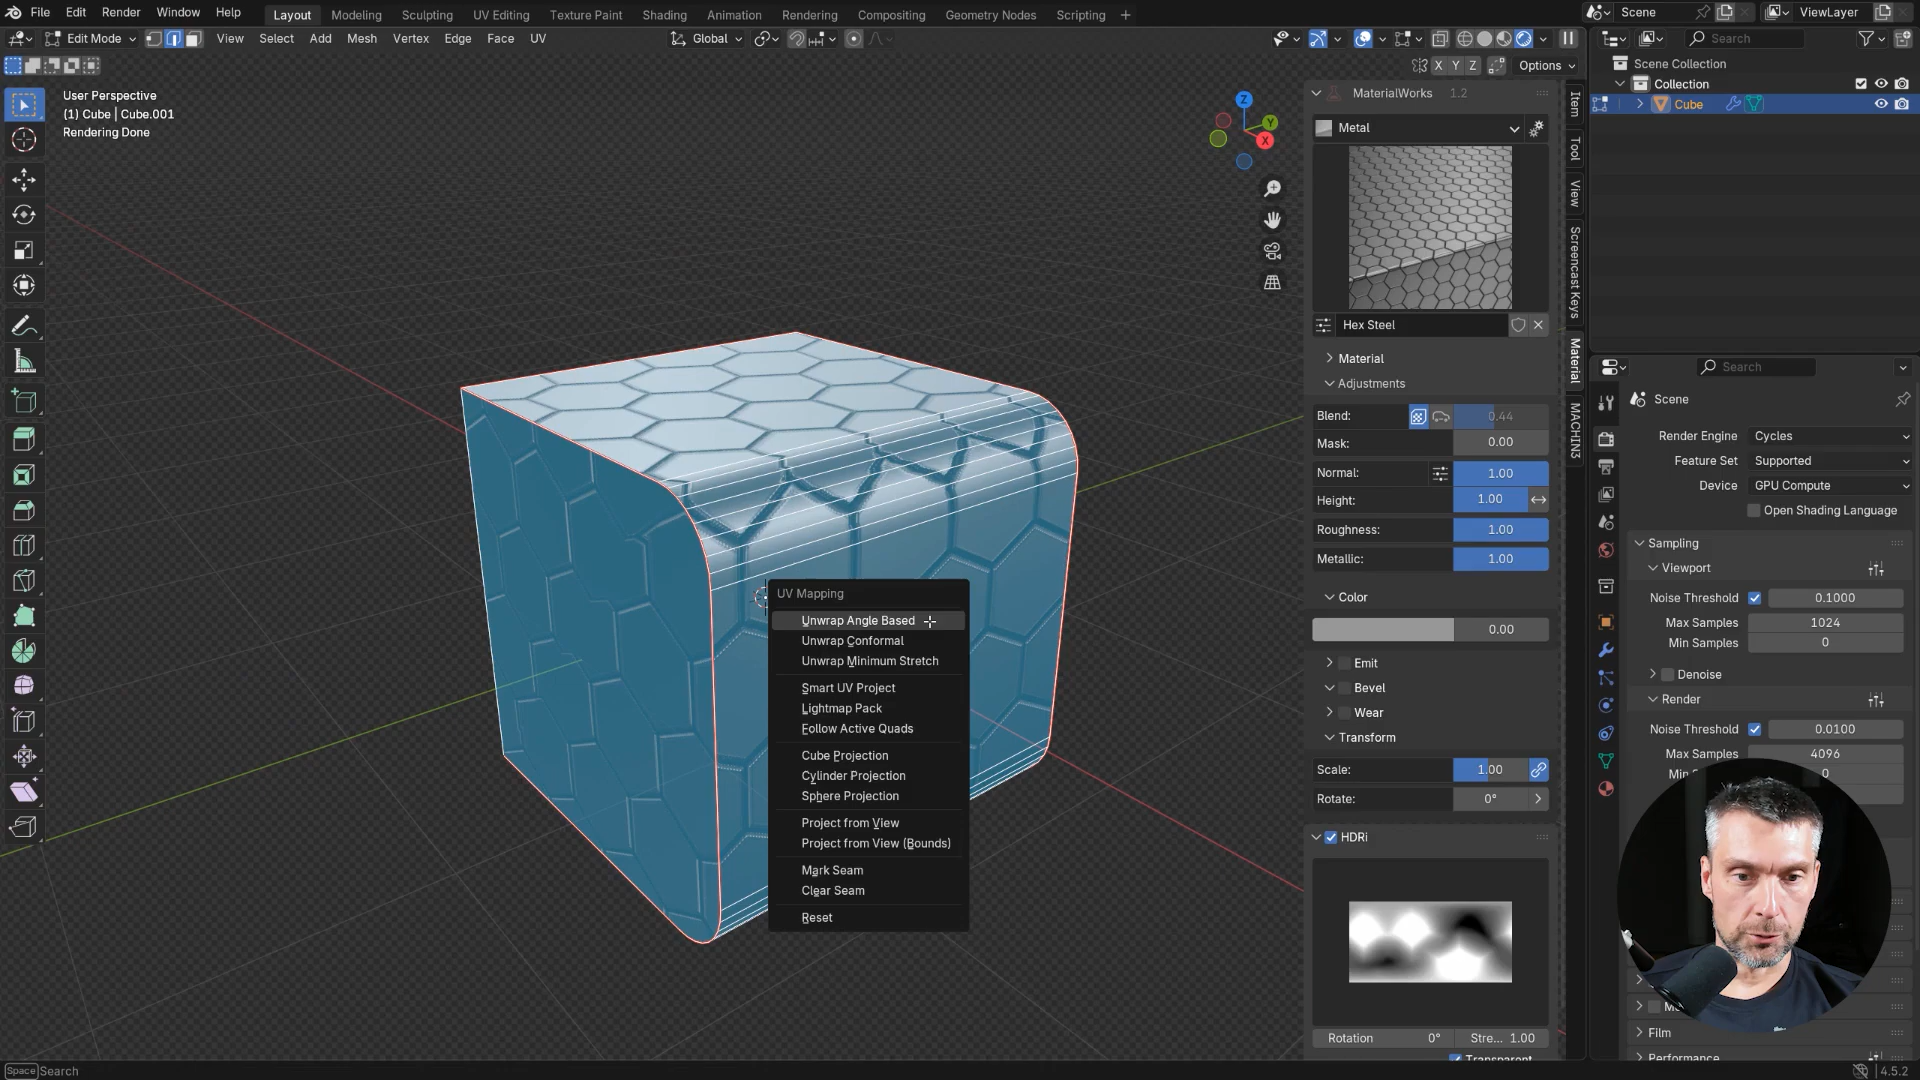 File Edit Render Window Help Layout Modeling Sculpting UV Editing Texture Paint Shading Animation Rendering Compositing Geometry Nodes Scripting + Scene ViewLayer
Edit Mode View Select Add Mesh Vertex Edge Face UV Global Search
X Y Z Options
Scene Collection
Collection
Cube
User Perspective
(1) Cube | Cube.001
Rendering Done
Z
Y
X
MaterialWorks 1.2
Metal
Hex Steel
Material
Adjustments
Blend: 0.44
Mask: 0.00
Normal: 1.00
Height: 1.00
Roughness: 1.00
Metallic: 1.00
Color
0.00
Emit
Bevel
Wear
Transform
Scale: 1.00
Rotate: 0°
HDRi
Rotation 0° Stre... 1.00
Transparent
Item
Tool
View
Screencast Keys
Material
MACHIN3
UV Mapping
Unwrap Angle Based
Unwrap Conformal
Unwrap Minimum Stretch
Smart UV Project
Lightmap Pack
Follow Active Quads
Cube Projection
Cylinder Projection
Sphere Projection
Project from View
Project from View (Bounds)
Mark Seam
Clear Seam
Reset
Search
Scene
Render Engine Cycles
Feature Set Supported
Device GPU Compute
Open Shading Language
Sampling
Viewport
Noise Threshold 0.1000
Max Samples 1024
Min Samples 0
Denoise
Render
Noise Threshold 0.0100
Max Samples 4096
Min 0
Film
Performance
Space Search
4.5.2